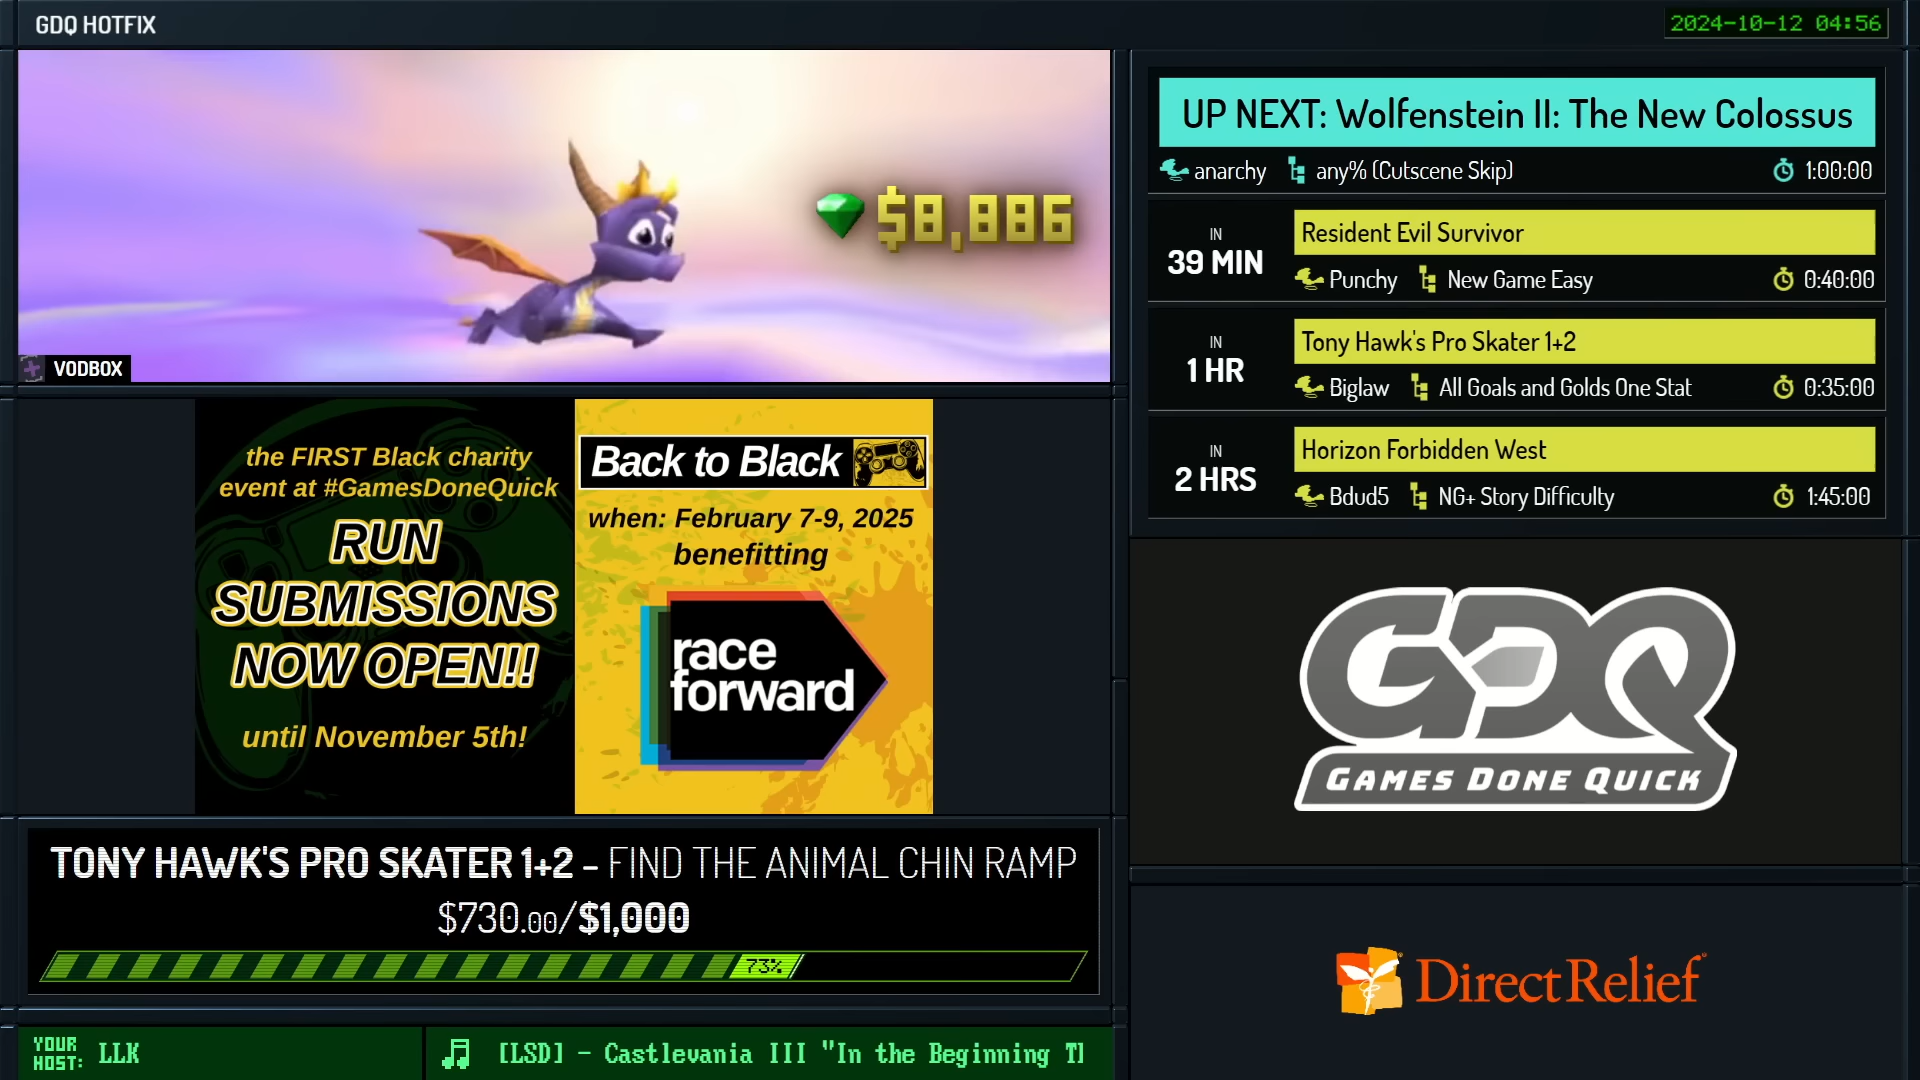 GDQ HOTFIX
2024-10-12 04:56
$8,886
VODBOX
UP NEXT: Wolfenstein II: The New Colossus
anarchy any% (Cutscene Skip) 1:00:00
IN
39 MIN
Resident Evil Survivor
Punchy New Game Easy 0:40:00
IN
1 HR
Tony Hawk's Pro Skater 1+2
Biglaw All Goals and Golds One Stat 0:35:00
IN
2 HRS
Horizon Forbidden West
Bdud5 NG+ Story Difficulty 1:45:00
the FIRST Black charity
event at #GamesDoneQuick
RUN
SUBMISSIONS
NOW OPEN!!
until November 5th!
Back to Black
when: February 7-9, 2025
benefitting
race
forward
GDQ
GAMES DONE QUICK
TONY HAWK'S PRO SKATER 1+2 – FIND THE ANIMAL CHIN RAMP
$730.00/$1,000
73%
Direct Relief
YOUR
HOST: LLK
[LSD] - Castlevania III "In the Beginning